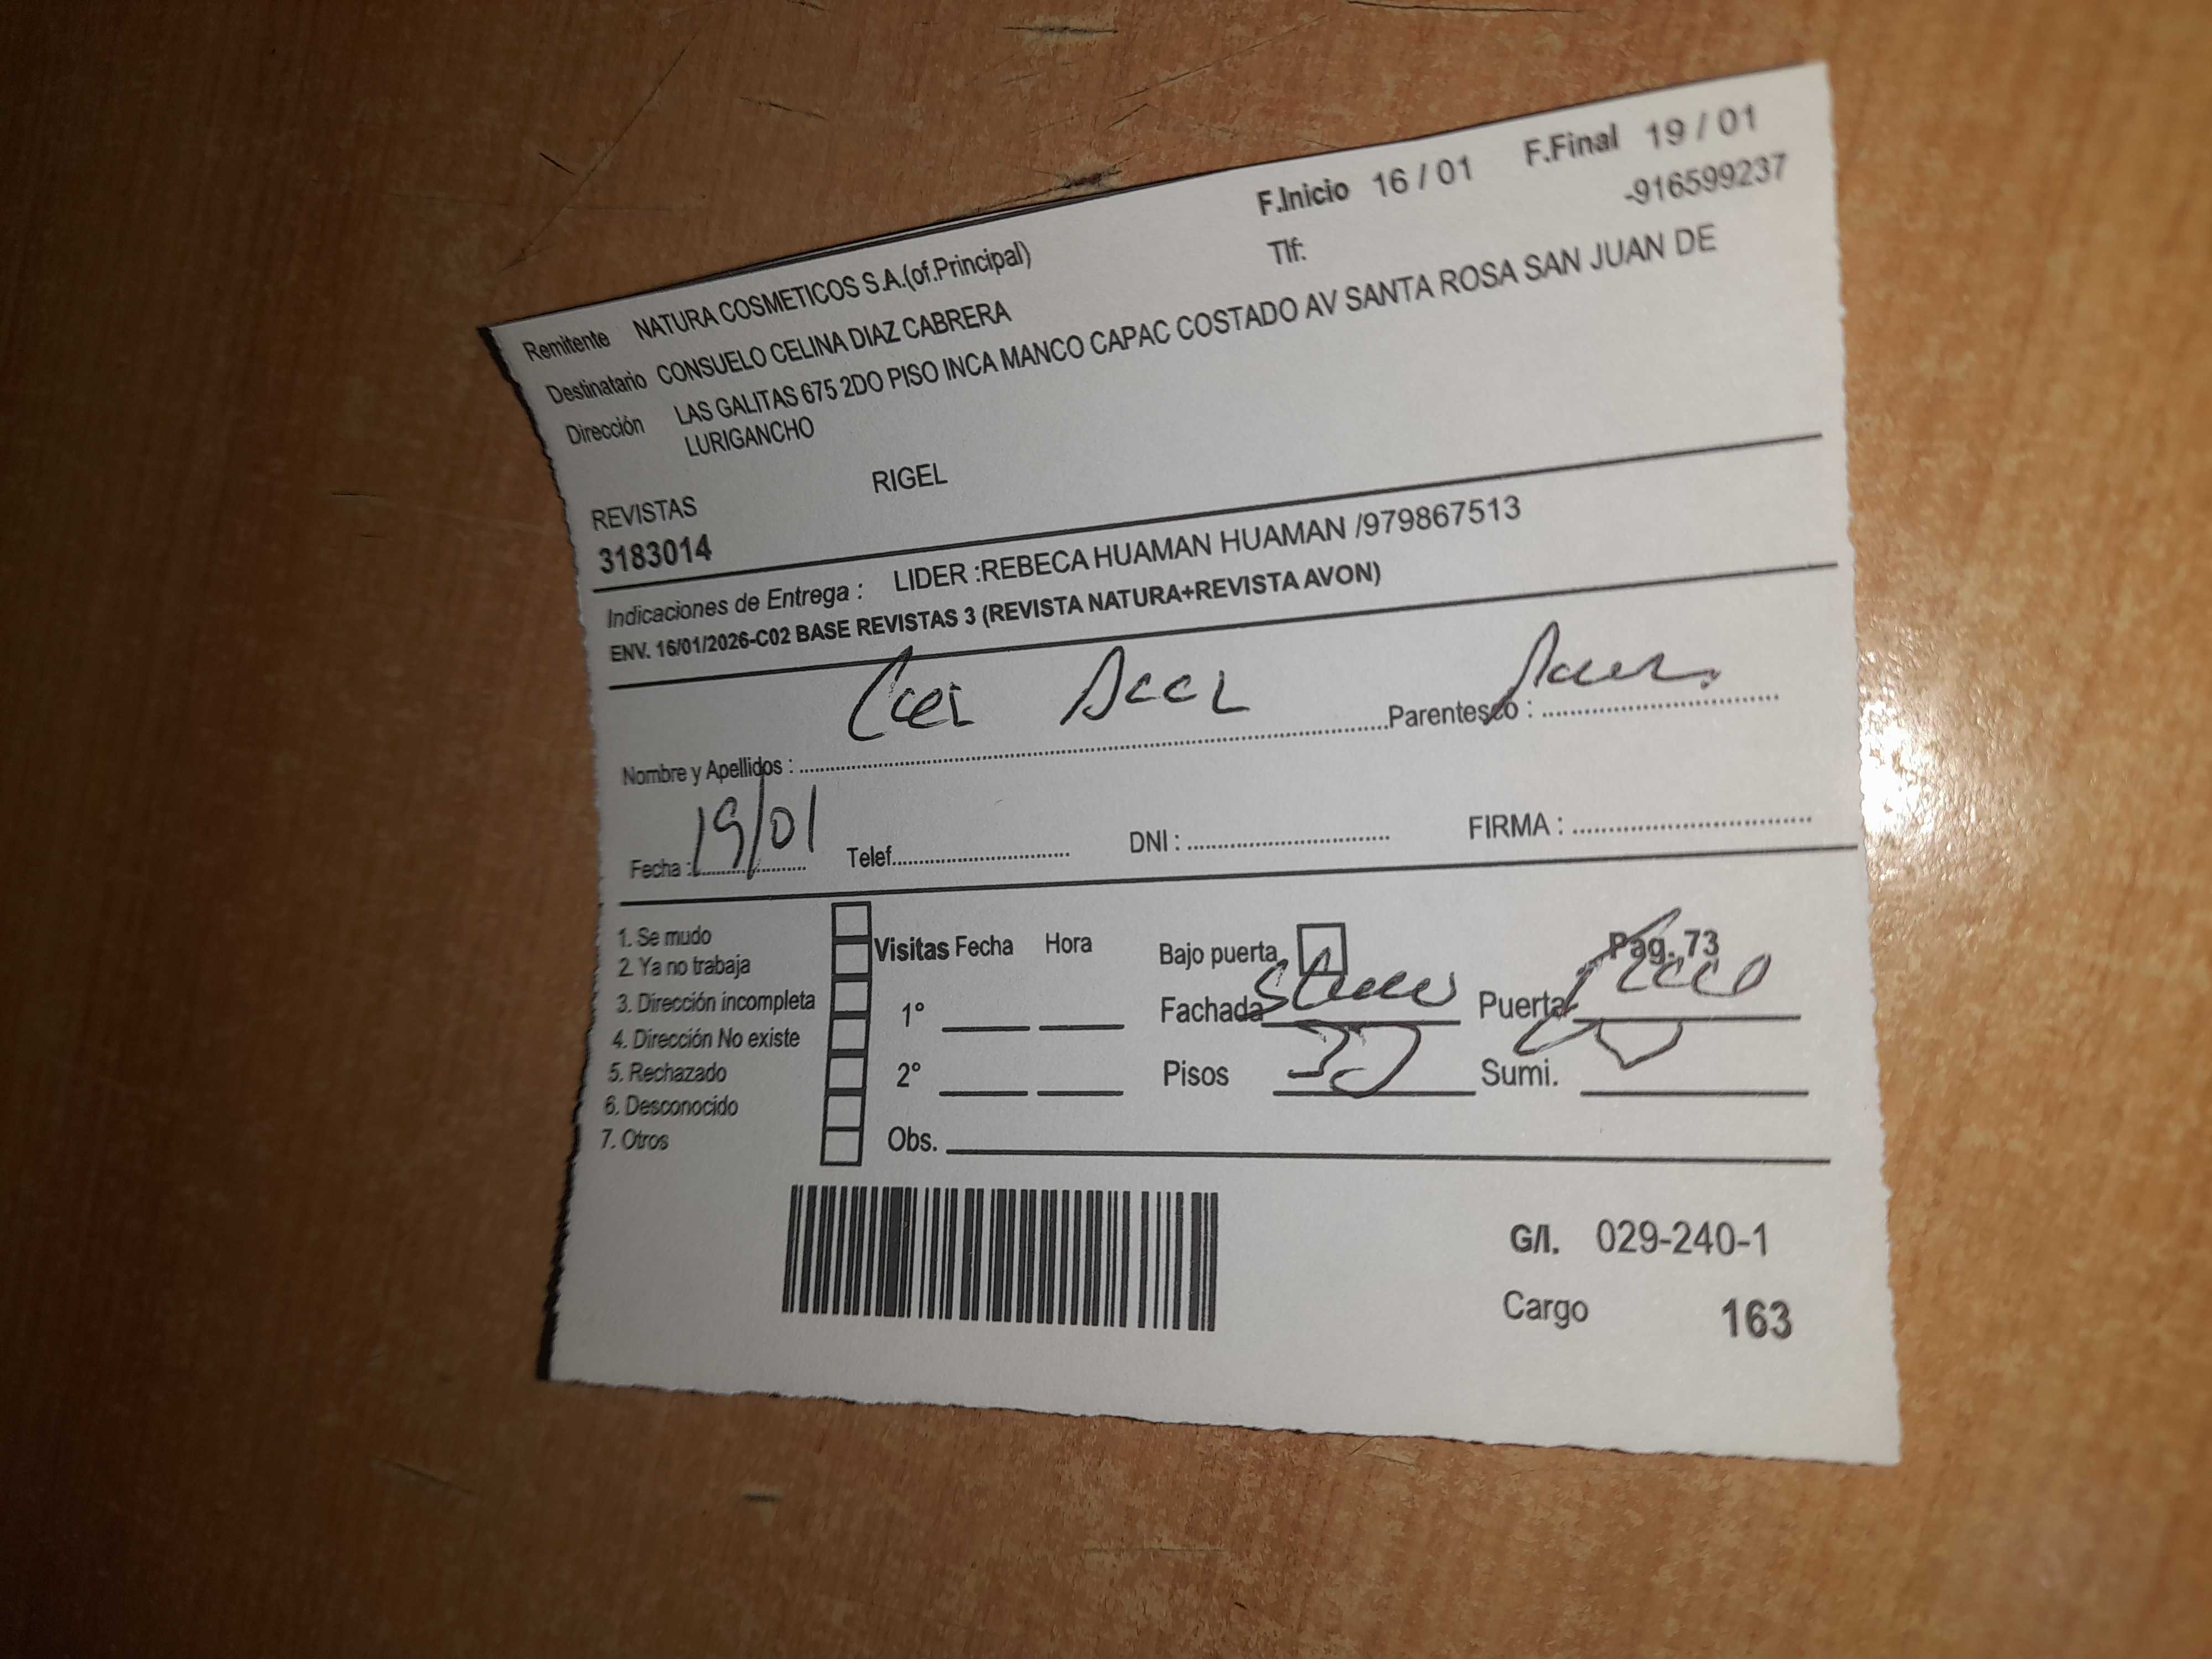 F.Inicio 16 / 01 F.Final 19 / 01
Remitente NATURA COSMETICOS S.A.(of.Principal) Tlf: -916599237
Destinatario CONSUELO CELINA DIAZ CABRERA
Dirección LAS GALITAS 675 2DO PISO INCA MANCO CAPAC COSTADO AV SANTA ROSA SAN JUAN DE
LURIGANCHO
REVISTAS RIGEL
3183014
Indicaciones de Entrega : LIDER :REBECA HUAMAN HUAMAN /979867513
ENV. 16/01/2026-C02 BASE REVISTAS 3 (REVISTA NATURA+REVISTA AVON)
Nombre y Apellidos : Parentesco :
Fecha : 19/01 Telef. DNI : FIRMA :
1. Se mudo
2. Ya no trabaja
3. Dirección incompleta
4. Dirección No existe
5. Rechazado
6. Desconocido
7. Otros
Visitas Fecha Hora Bajo puerta Pag. 73
1° Fachada Puerta
2° Pisos Sumi.
Obs.
G/I. 029-240-1
Cargo 163